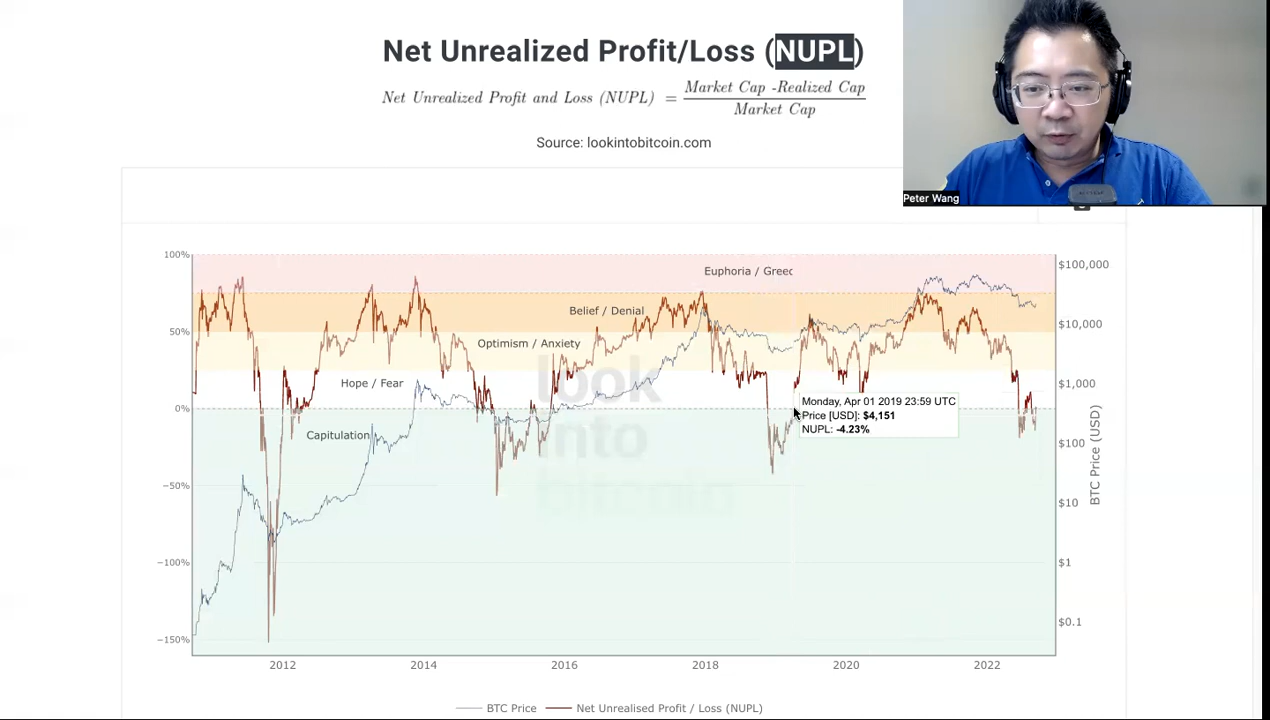 Net Unrealized Profit/Loss (NUPL)
Net Unrealized Profit and Loss (NUPL) = Market Cap -Realized Cap
Market Cap
Source: lookintobitcoin.com
Peter Wang
100%
50%
0%
−50%
−100%
−150%
Euphoria / Greed
Belief / Denial
Optimism / Anxiety
Hope / Fear
Capitulation
look
into
bitcoin
Monday, Apr 01 2019 23:59 UTC
Price [USD]: $4,151
NUPL: -4.23%
$100,000
$10,000
$1,000
$100
$10
$1
$0.1
BTC Price (USD)
2012
2014
2016
2018
2020
2022
BTC Price
Net Unrealised Profit / Loss (NUPL)